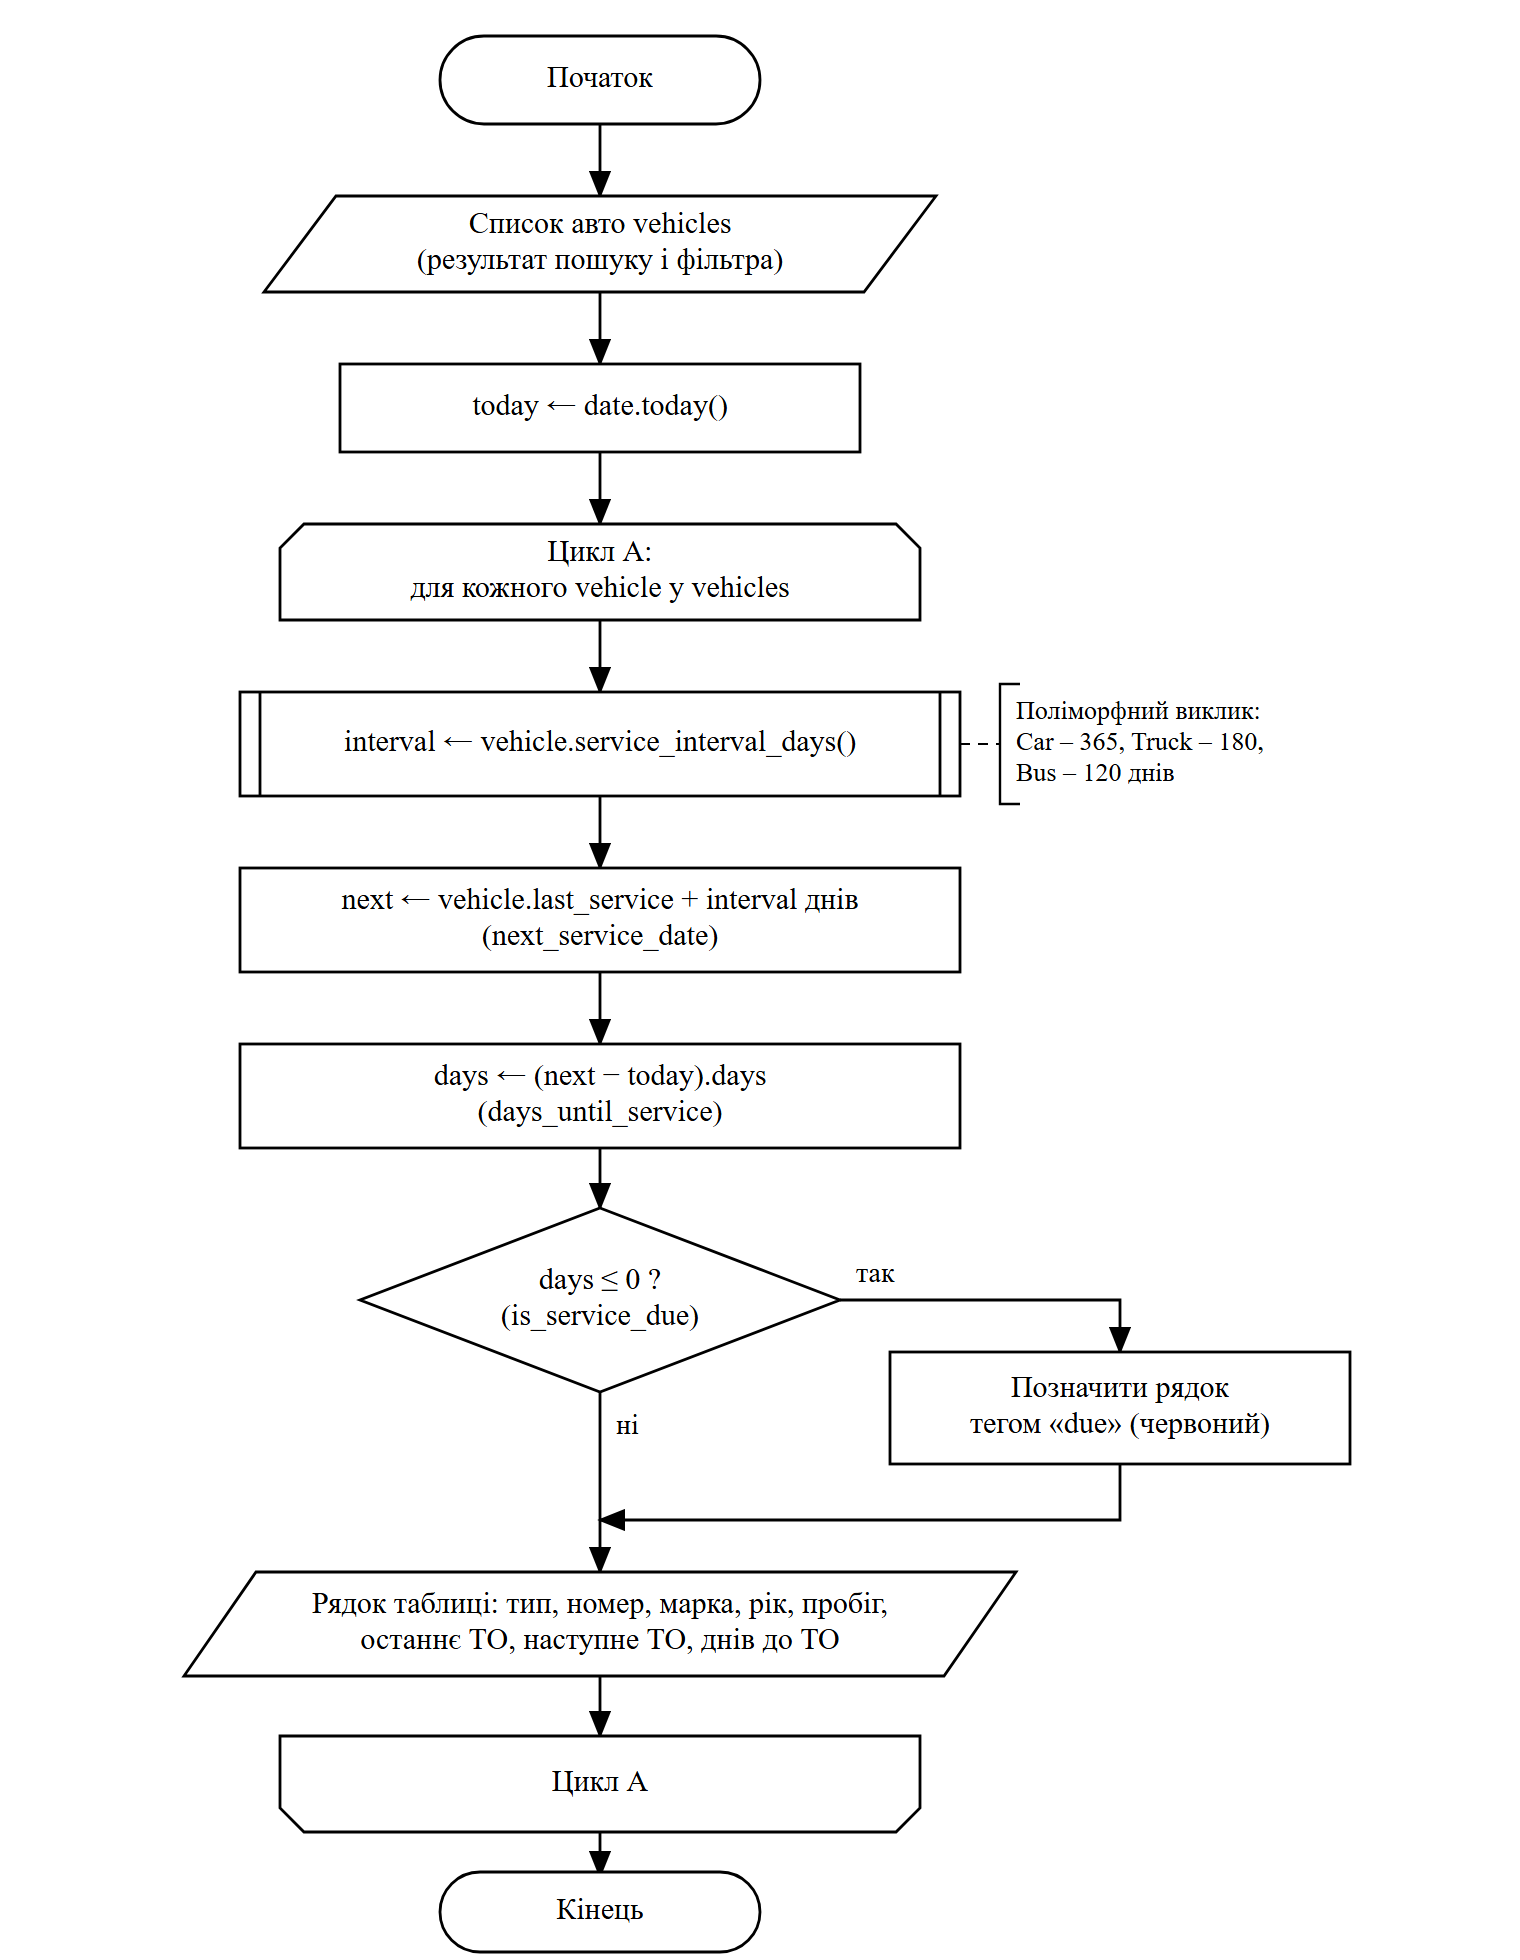 Початок
Список авто vehicles
(результат пошуку і фільтра)
today ← date.today()
Цикл А:
для кожного vehicle у vehicles
interval ← vehicle.service_interval_days()
Поліморфний виклик:
Car – 365, Truck – 180,
Bus – 120 днів
next ← vehicle.last_service + interval днів
(next_service_date)
days ← (next − today).days
(days_until_service)
days ≤ 0 ?
(is_service_due)
так
Позначити рядок
тегом «due» (червоний)
ні
Рядок таблиці: тип, номер, марка, рік, пробіг,
останнє ТО, наступне ТО, днів до ТО
Цикл А
Кінець